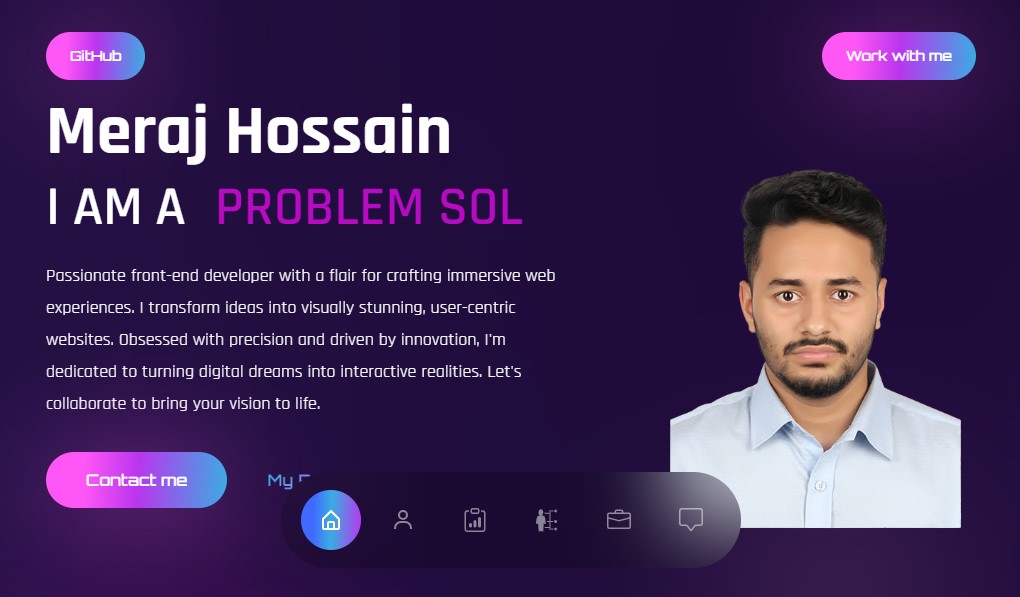 GitHub
Work with me
Meraj Hossain
I AM A PROBLEM SOL
Passionate front-end developer with a flair for crafting immersive web
experiences. I transform ideas into visually stunning, user-centric
websites. Obsessed with precision and driven by innovation, I'm
dedicated to turning digital dreams into interactive realities. Let's
collaborate to bring your vision to life.
Contact me
My